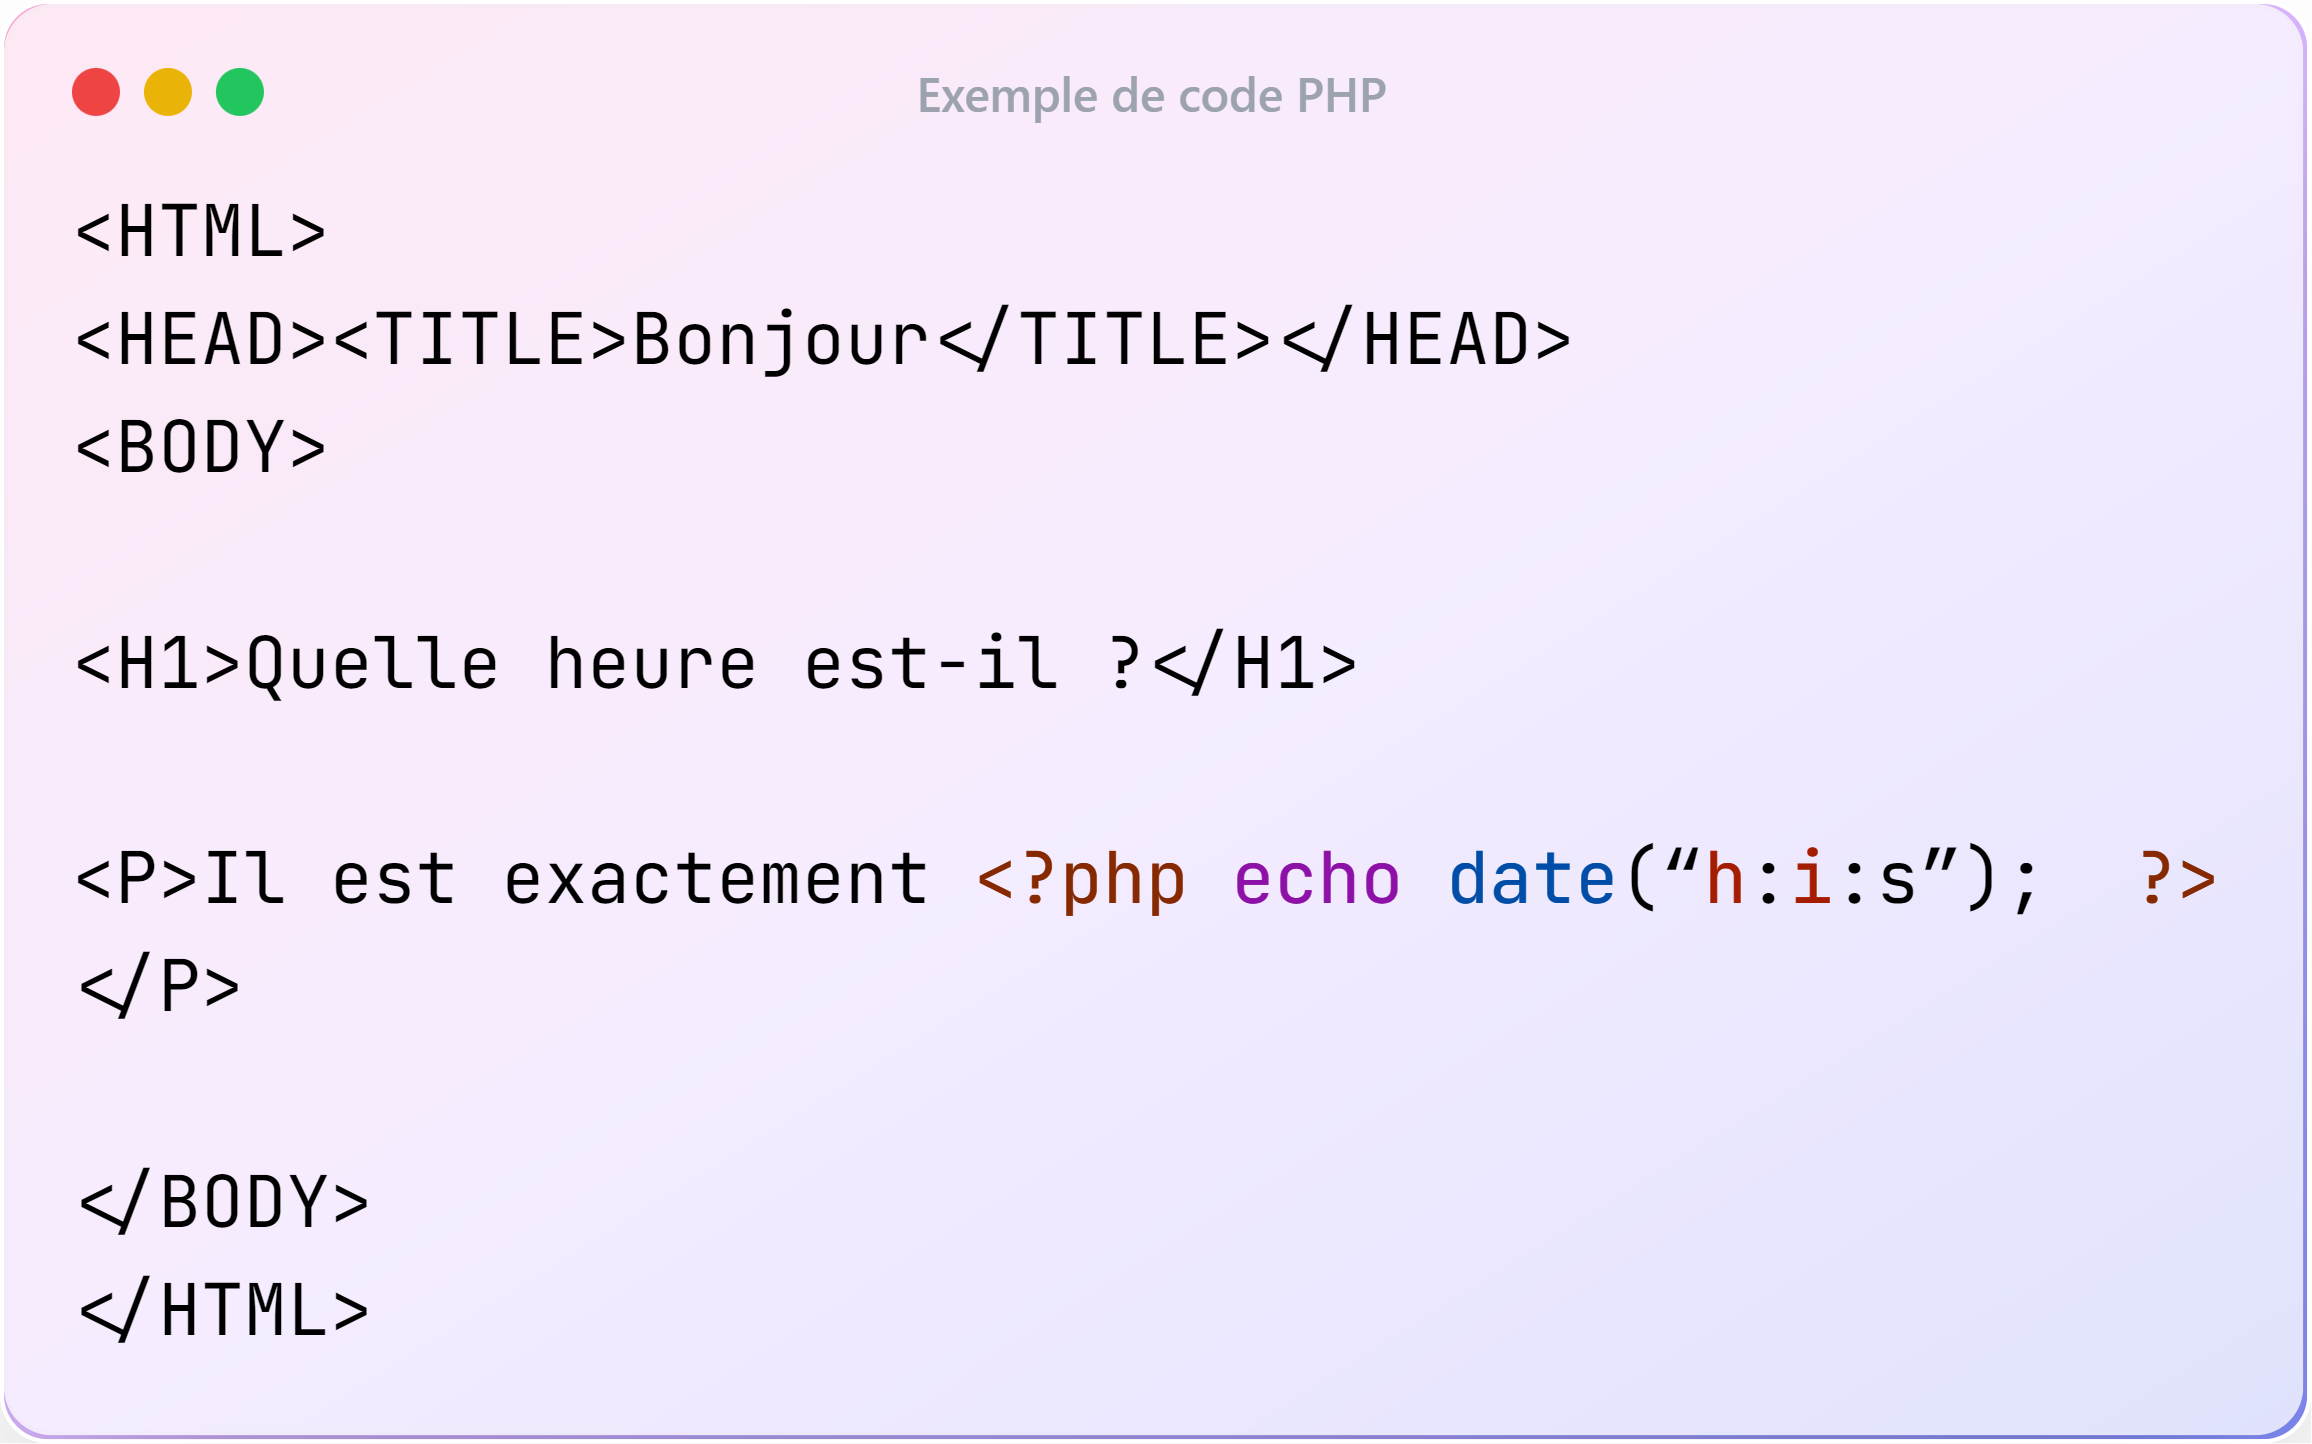 Exemple de code PHP
<HTML>
<HEAD><TITLE>Bonjour</TITLE></HEAD>
<BODY>
<H1>Quelle heure est-il ?</H1>
<P>Il est exactement <?php echo date(“h:i:s”);  ?>
</P>
</BODY>
</HTML>